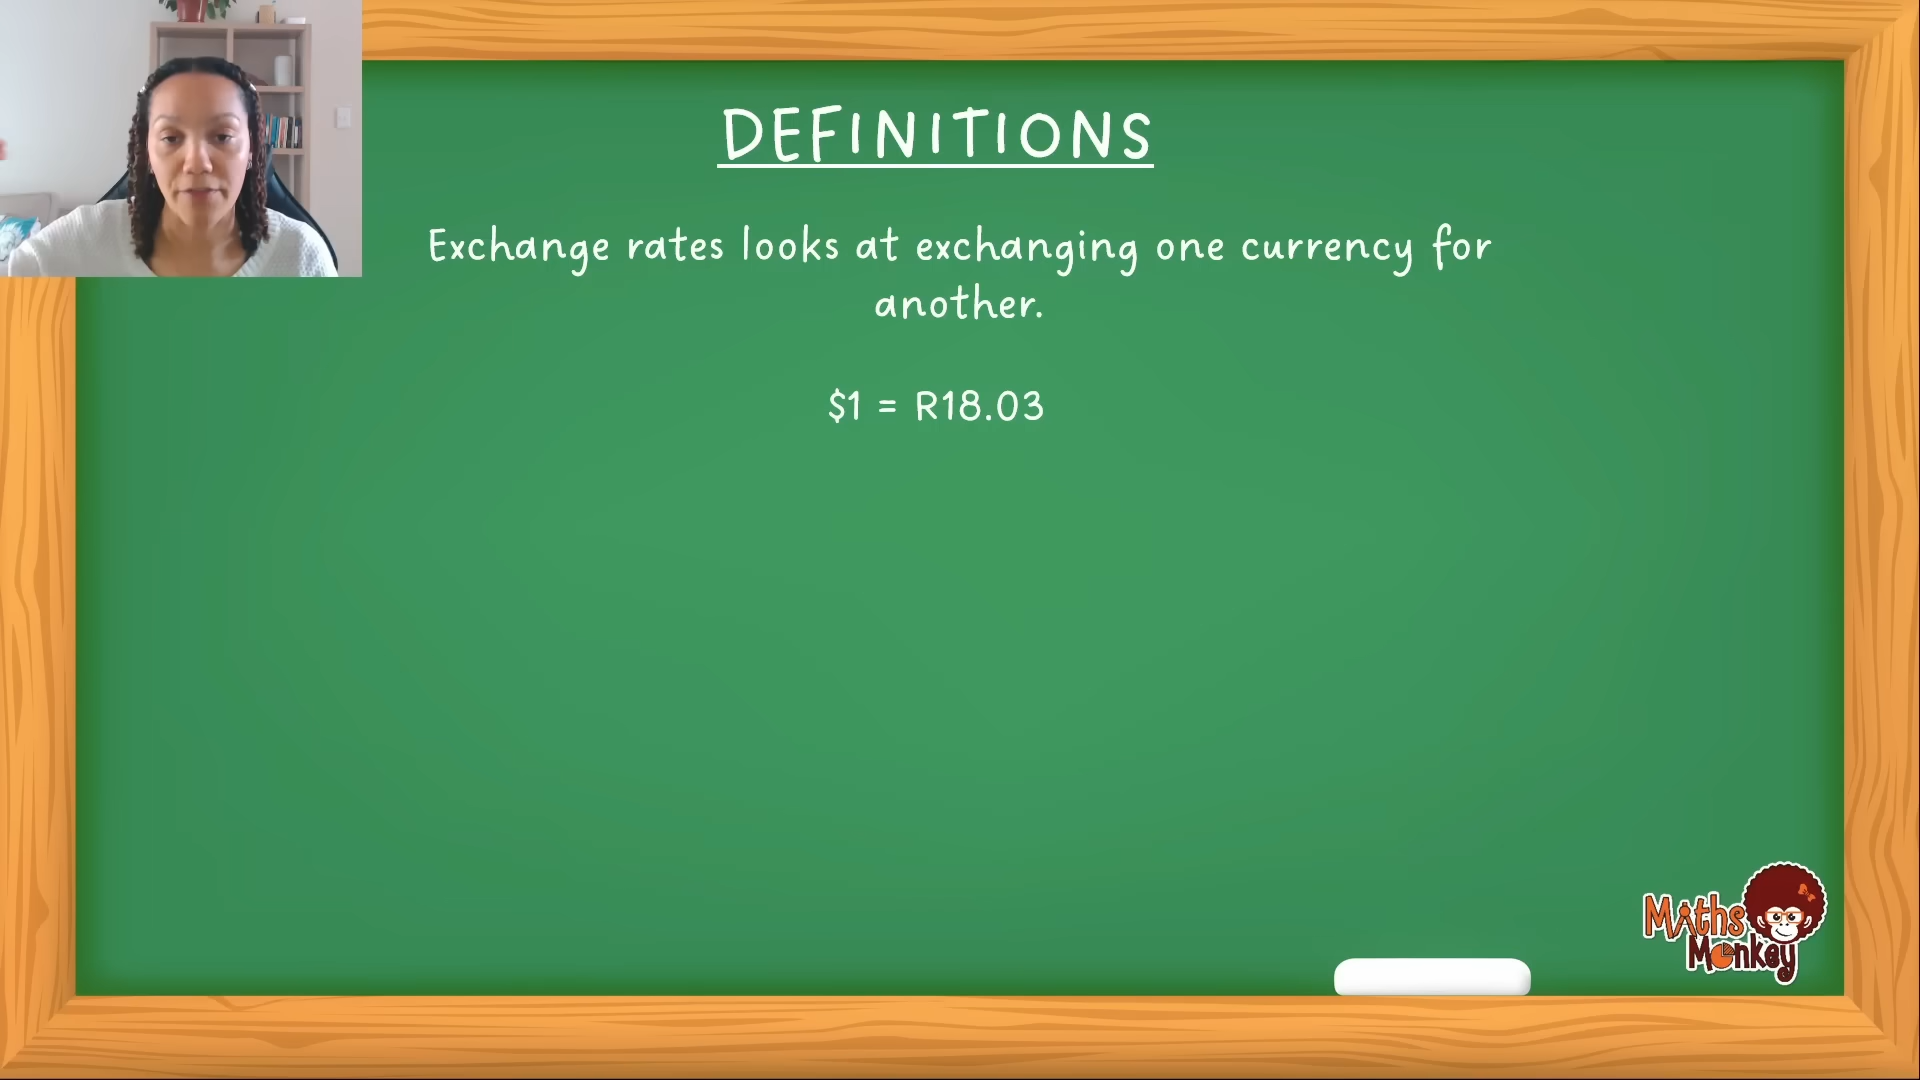 DEFINITIONS
Exchange rates looks at exchanging one currency for
another.
$1 = R18.03
Maths
Monkey